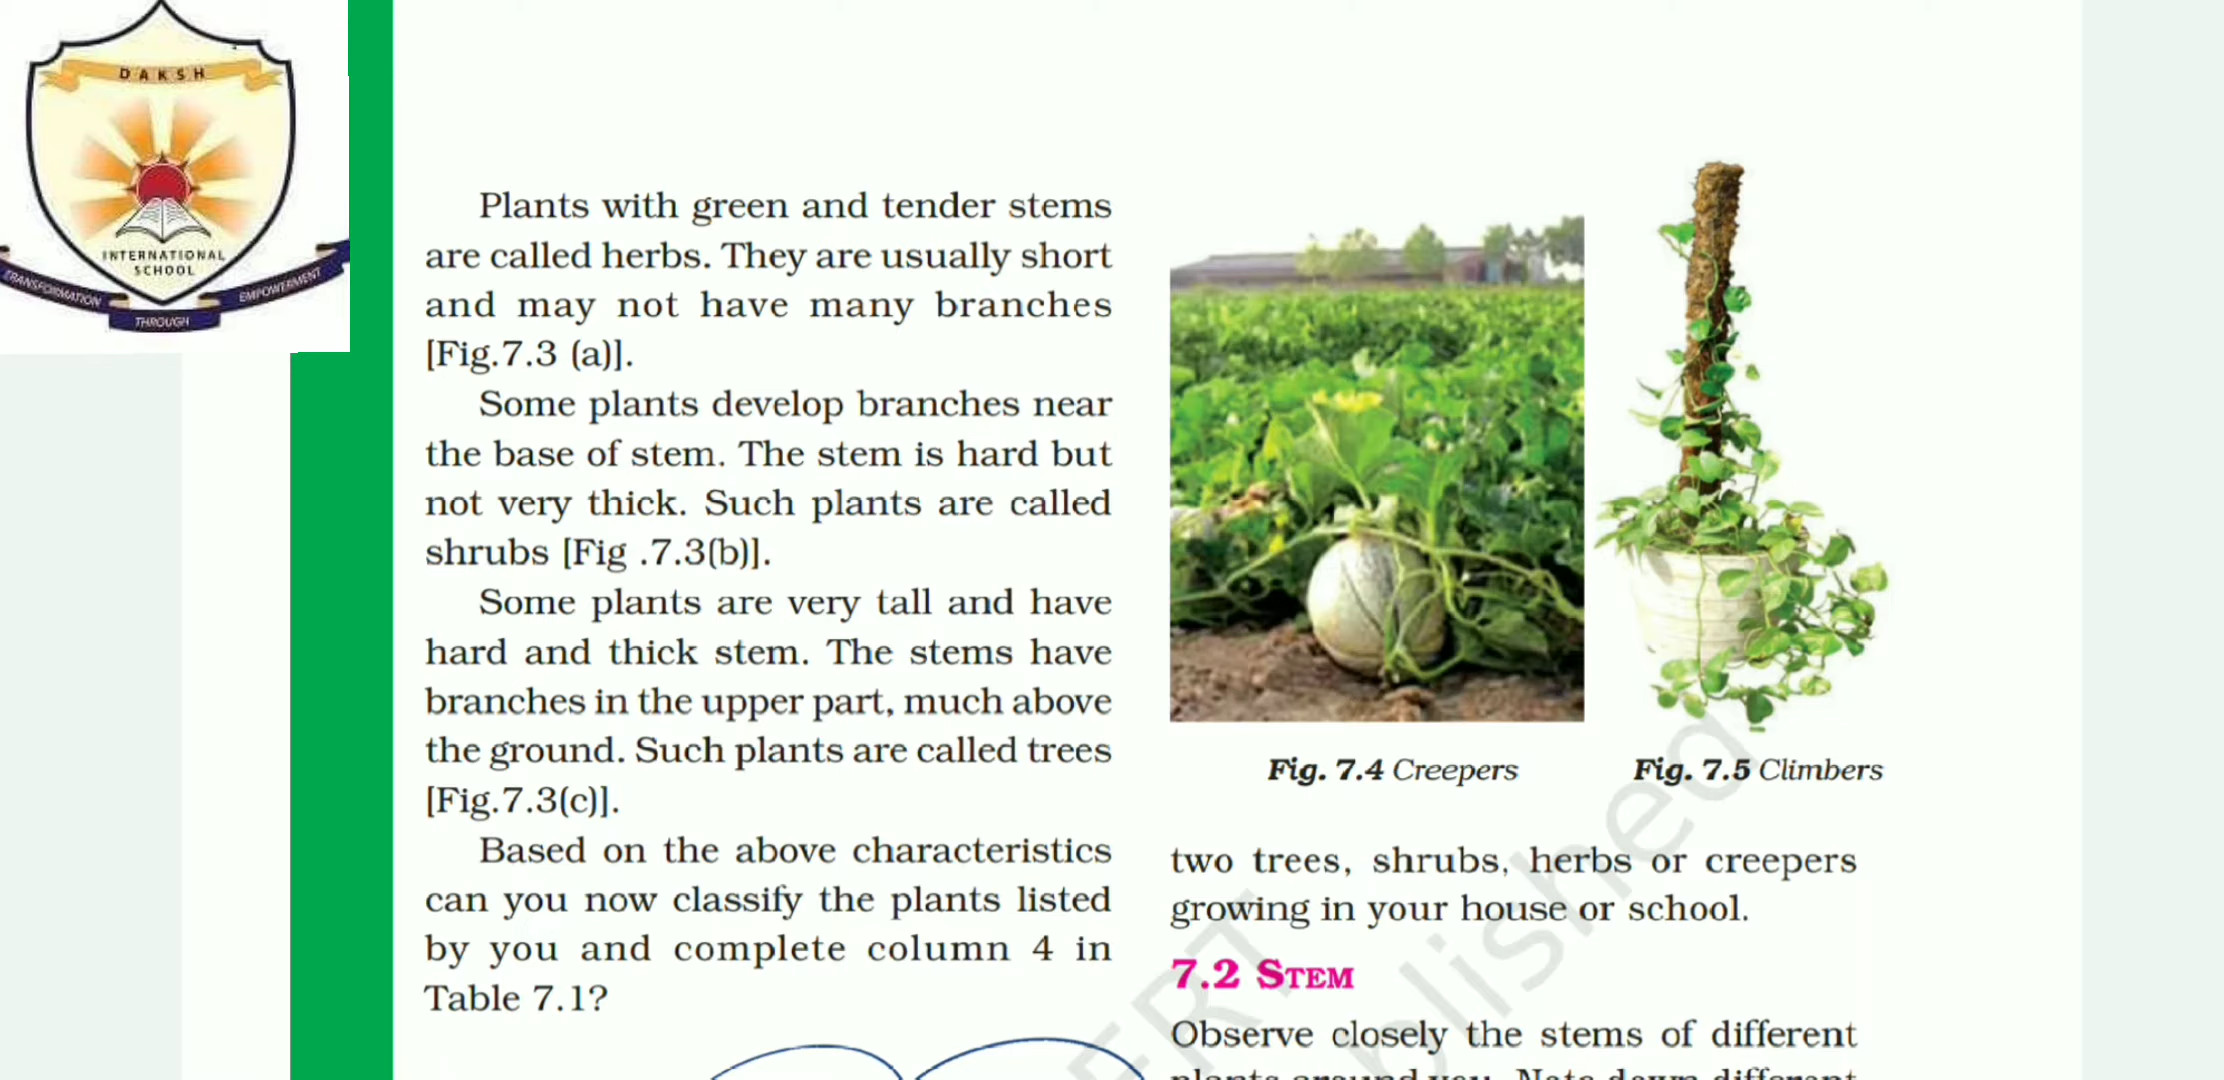 DAKSH
INTERNATIONAL
SCHOOL
TRANSFORMATION
THROUGH
EMPOWERMENT
Plants with green and tender stems
are called herbs. They are usually short
and may not have many branches
[Fig.7.3 (a)].
Some plants develop branches near
the base of stem. The stem is hard but
not very thick. Such plants are called
shrubs [Fig .7.3(b)].
Some plants are very tall and have
hard and thick stem. The stems have
branches in the upper part, much above
the ground. Such plants are called trees
[Fig.7.3(c)].
Based on the above characteristics
can you now classify the plants listed
by you and complete column 4 in
Table 7.1?
Fig. 7.4 Creepers
Fig. 7.5 Climbers
two trees, shrubs, herbs or creepers
growing in your house or school.
7.2 STEM
Observe closely the stems of different
plants around you. Note down different